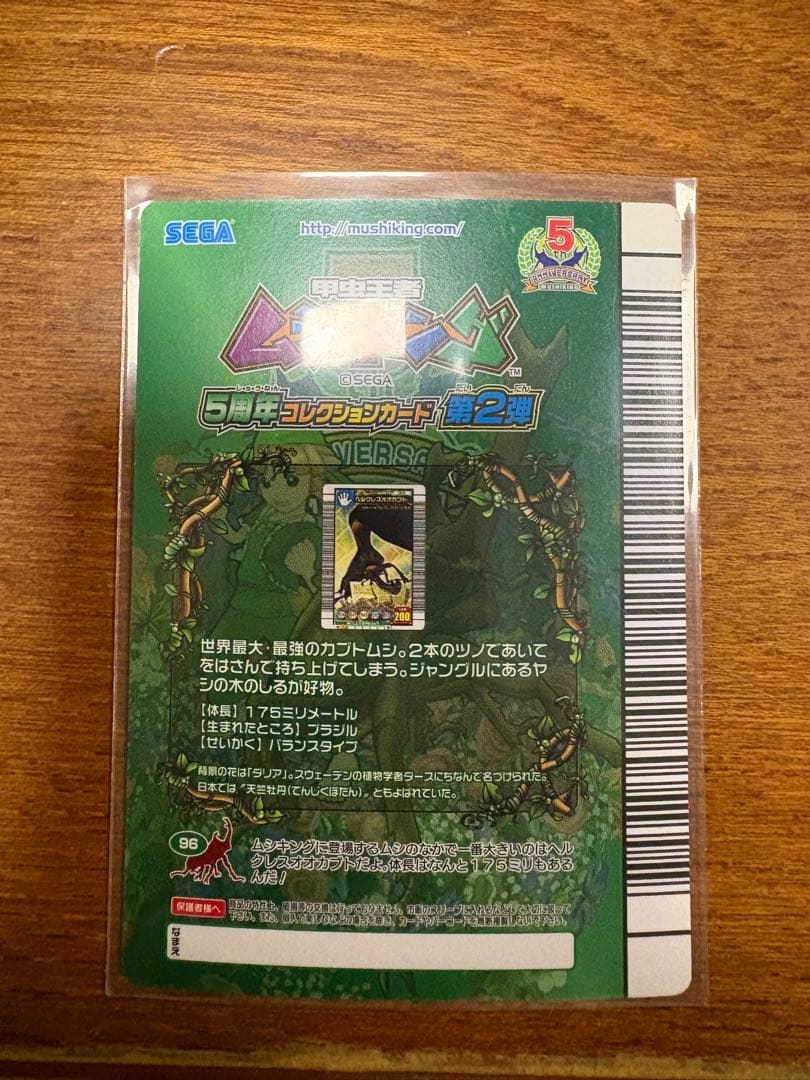 SEGA
http://mushiking.com/
5
th
ANNIVERSARY
MUSHIKING
甲虫王者
ムシキング
TM
©SEGA
5周年コレクションカード 第2弾
VERSA
ヘルクレスオオカブト
200
世界最大・最強のカブトムシ。2本のツノであいて
をはさんで持ち上げてしまう。ジャングルにあるヤ
シの木のしるが好物。
【体長】175ミリメートル
【生まれたところ】ブラジル
【せいかく】バランスタイプ
背景の花は「ダリア」。スウェーデンの植物学者ダースにちなんで名づけられた。
日本では“天竺牡丹(てんじくぼたん)”ともよばれていた。
96
ムシキングに登場するムシのなかで一番大きいのはヘル
クレスオオカブトだよ。体長はなんと175ミリもある
んだ!
保護者様へ
なまえ